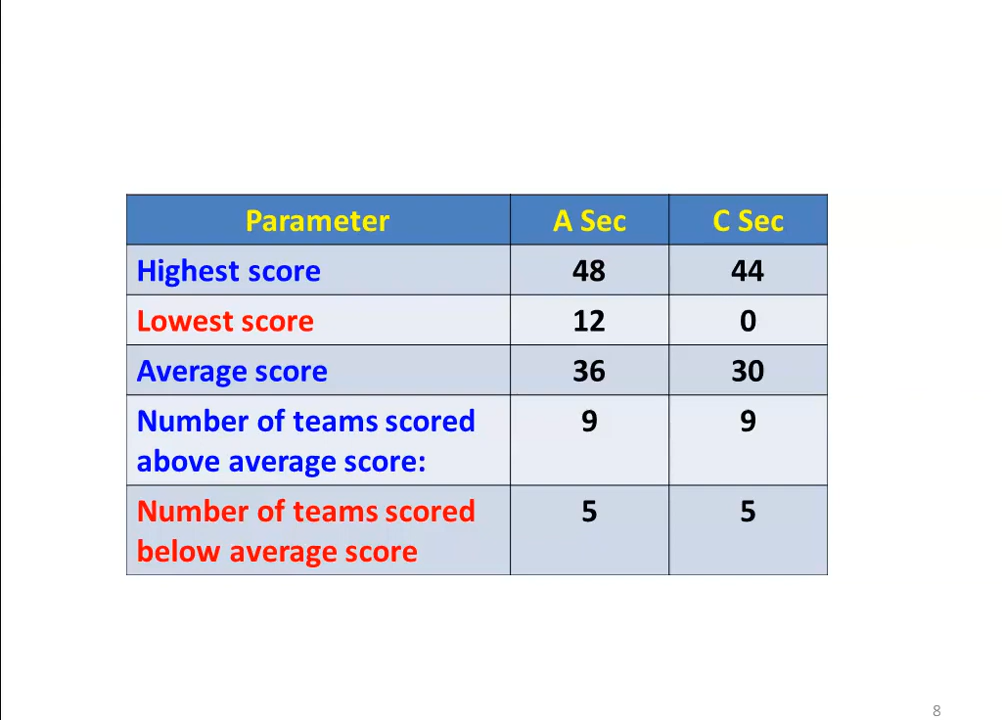 Parameter A Sec C Sec
Highest score 48 44
Lowest score 12 0
Average score 36 30
Number of teams scored 9 9
above average score:
Number of teams scored 5 5
below average score
8